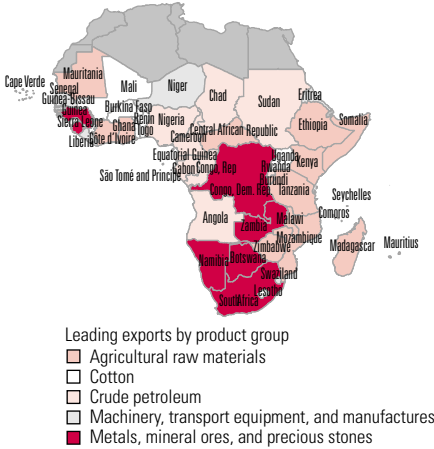 Cape Verde
Mauritania
Mali
Niger
Chad
Sudan
Eritrea
Senegal
Guinea-Bissau
Guinea
Burkina Faso
Benin
Nigeria
Ethiopia
Somalia
Sierra Leone
Ghana
Togo
Central African Republic
Liberia
Côte d'Ivoire
Cameroon
Equatorial Guinea
Gabon
Congo, Rep
Uganda
Kenya
Rwanda
Burundi
São Tomé and Principe
Congo, Dem. Rep.
Tanzania
Seychelles
Comoros
Angola
Malawi
Zambia
Mozambique
Mauritius
Madagascar
Zimbabwe
Namibia
Botswana
Swaziland
Lesotho
South Africa
Leading exports by product group
Agricultural raw materials
Cotton
Crude petroleum
Machinery, transport equipment, and manufactures
Metals, mineral ores, and precious stones